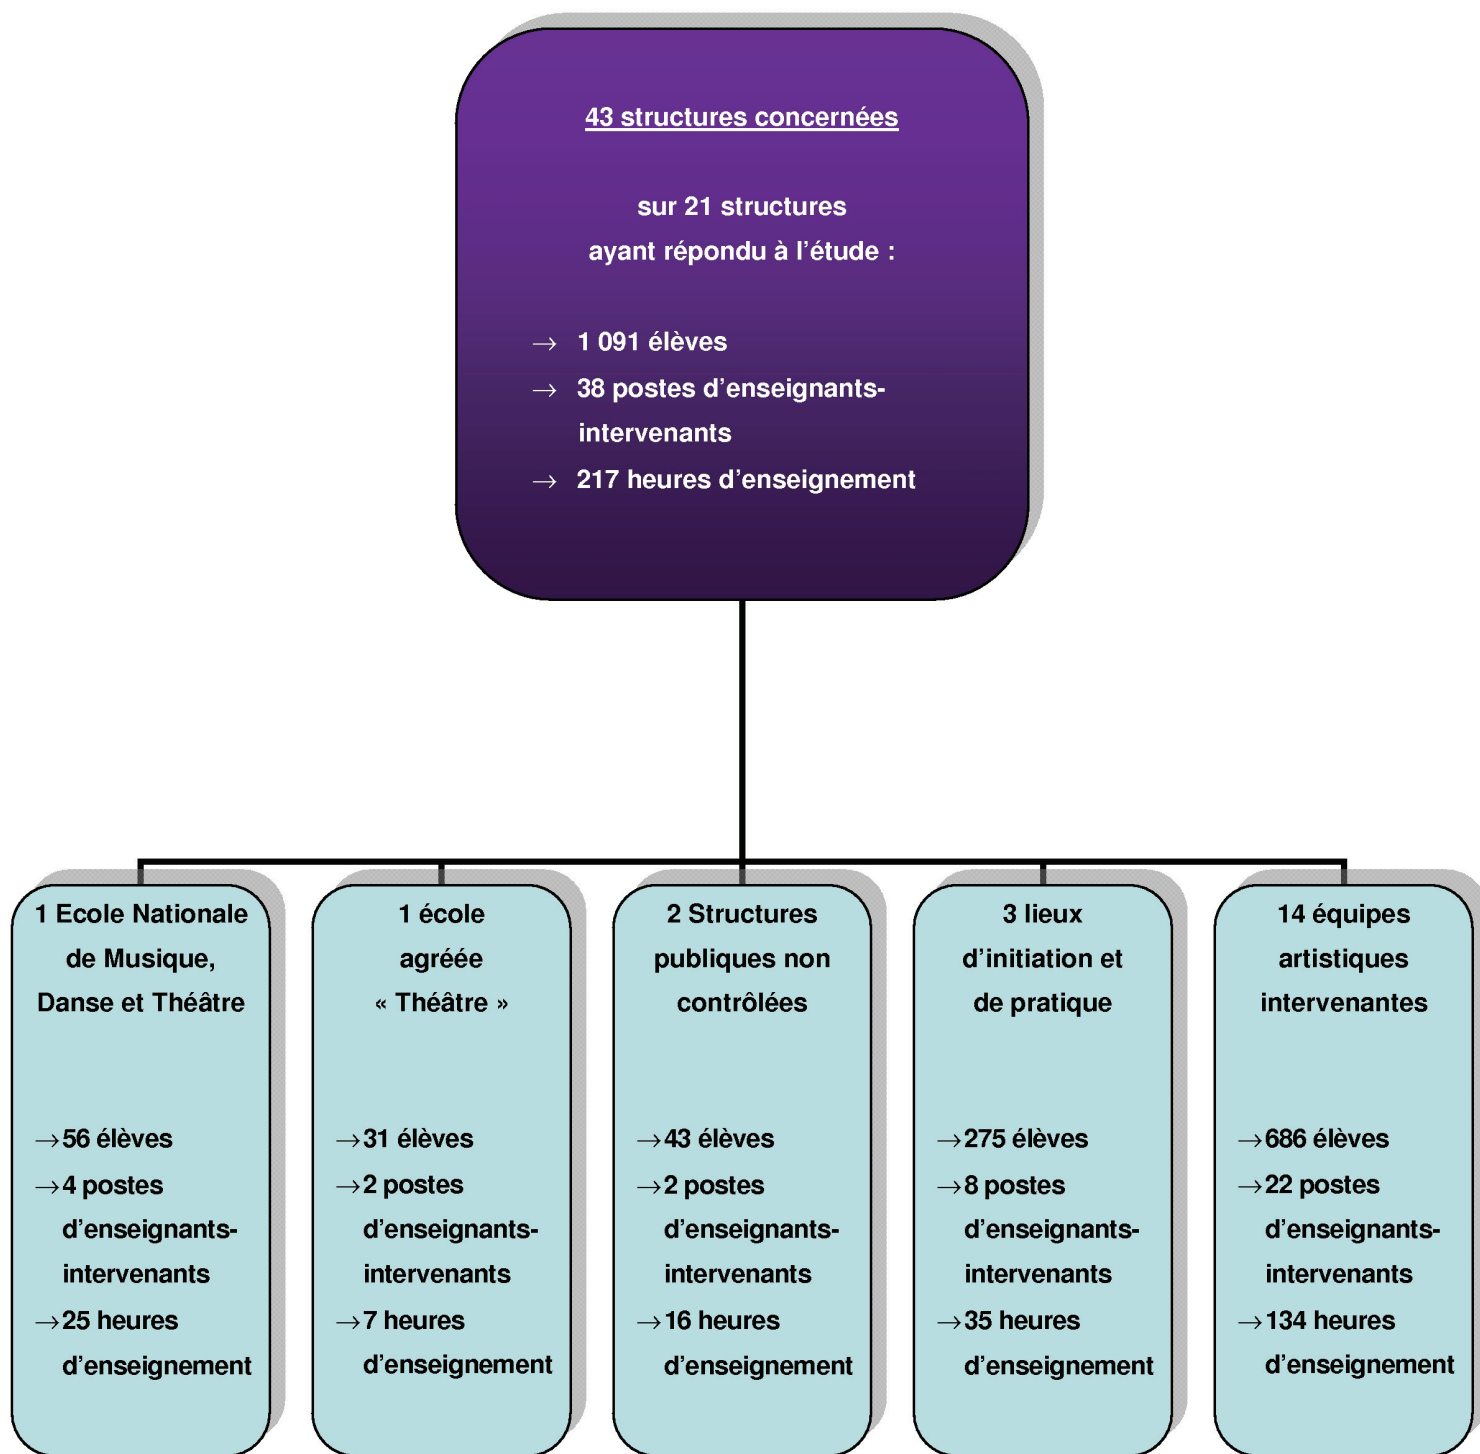 43 structures concernées
sur 21 structures
ayant répondu à l'étude :
→ 1 091 élèves
→ 38 postes d'enseignants-
intervenants
→ 217 heures d'enseignement
1 Ecole Nationale
de Musique,
Danse et Théâtre
→56 élèves
→4 postes
d'enseignants-
intervenants
→25 heures
d'enseignement
1 école
agréée
« Théâtre »
→31 élèves
→2 postes
d'enseignants-
intervenants
→7 heures
d'enseignement
2 Structures
publiques non
contrôlées
→43 élèves
→2 postes
d'enseignants-
intervenants
→16 heures
d'enseignement
3 lieux
d'initiation et
de pratique
→275 élèves
→8 postes
d'enseignants-
intervenants
→35 heures
d'enseignement
14 équipes
artistiques
intervenantes
→686 élèves
→22 postes
d'enseignants-
intervenants
→134 heures
d'enseignement